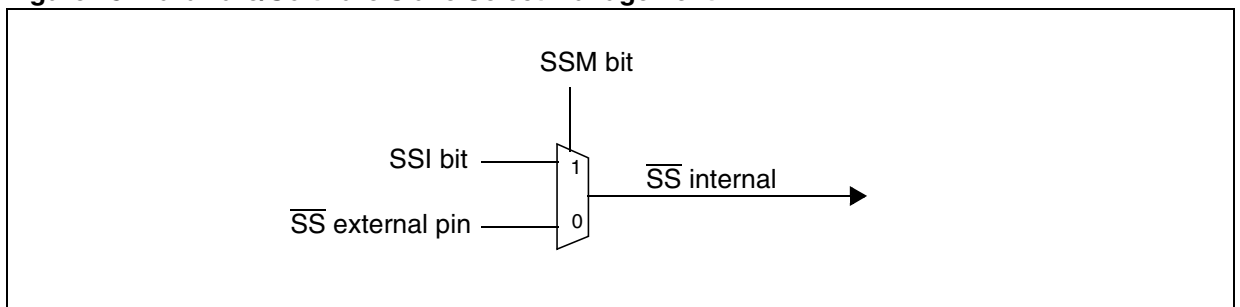 SSM bit
SSI bit
1
SS internal
SS external pin
0